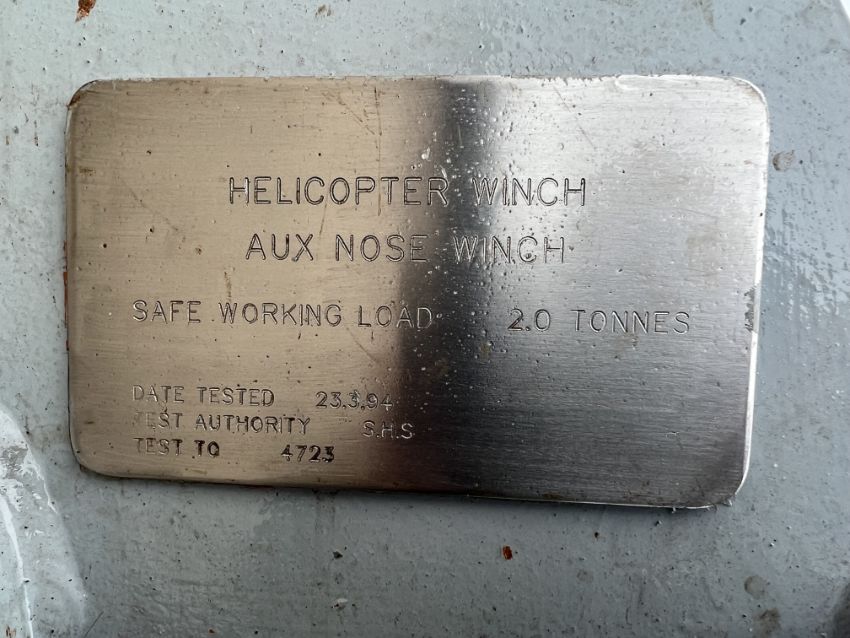 HELICOPTER WINCH
AUX NOSE WINCH
SAFE WORKING LOAD 2.0 TONNES
DATE TESTED 23.3.94
TEST AUTHORITY S.H.S
TEST TO 4723